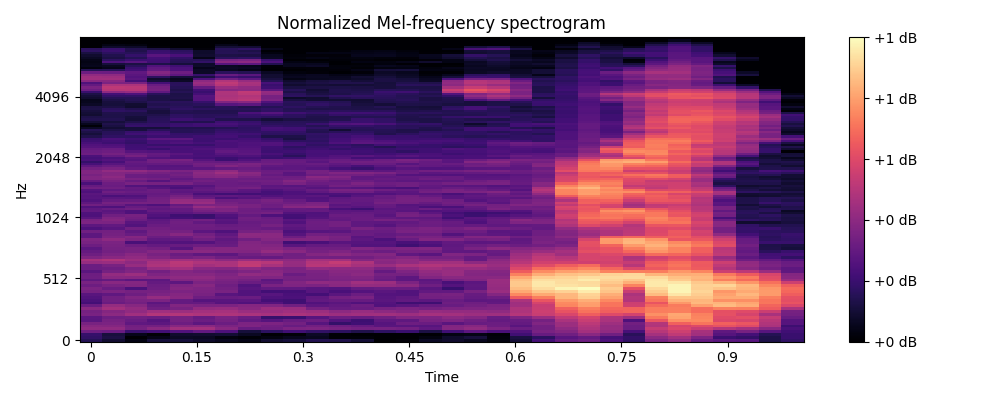 Normalized Mel-frequency spectrogram
Hz
4096
2048
1024
512
0
0
0.15
0.3
0.45
0.6
0.75
0.9
Time
+1 dB
+1 dB
+1 dB
+0 dB
+0 dB
+0 dB